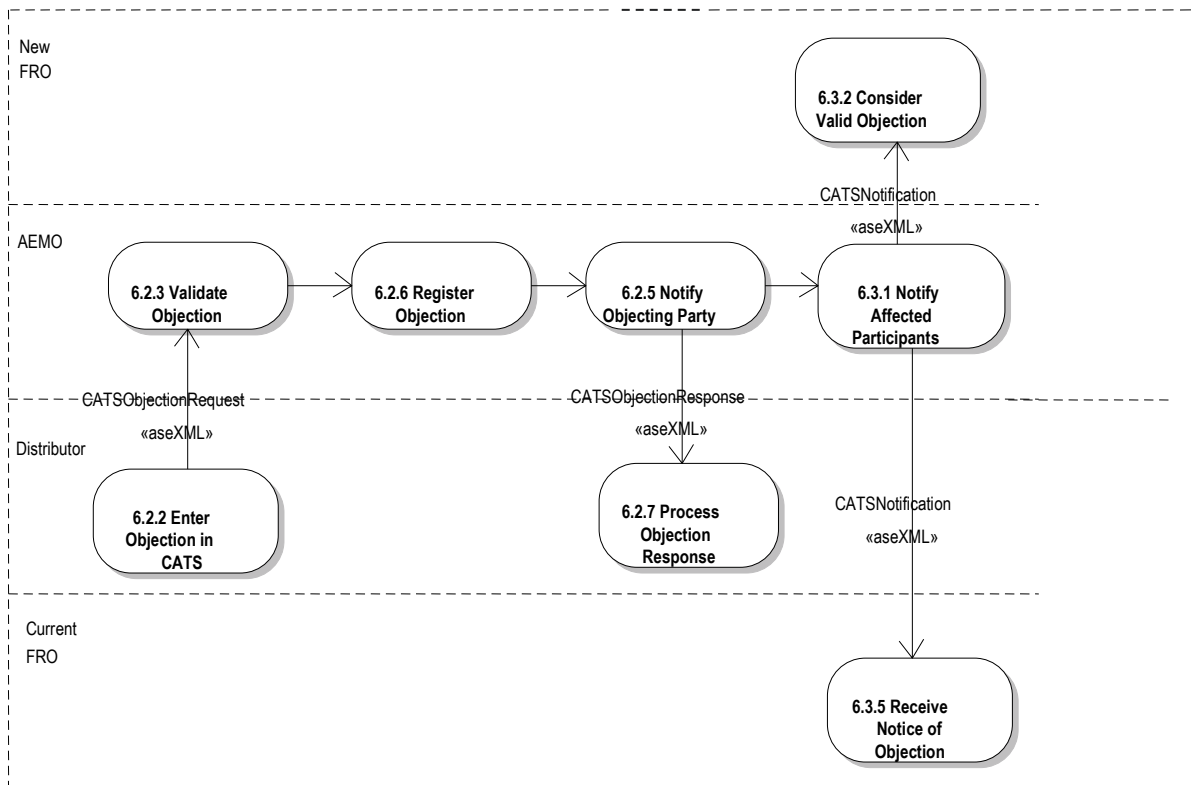 New
FRO
6.3.2 Consider
Valid Objection
CATSNotification
«aseXML»
AEMO
6.2.3 Validate
Objection
6.2.6 Register
Objection
6.2.5 Notify
Objecting Party
6.3.1 Notify
Affected
Participants
CATSObjectionRequest
«aseXML»
CATSObjectionResponse
«aseXML»
Distributor
6.2.2 Enter
Objection in
CATS
6.2.7 Process
Objection
Response
CATSNotification
«aseXML»
Current
FRO
6.3.5 Receive
Notice of
Objection